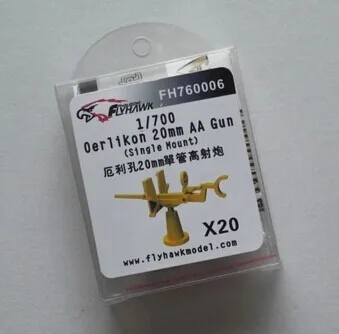 FLYHAWK
FH760006
1/700
Oerlikon 20mm AA Gun
(Single Mount)
厄利孔20mm單管高射炮
X20
www.flyhawkmodel.com